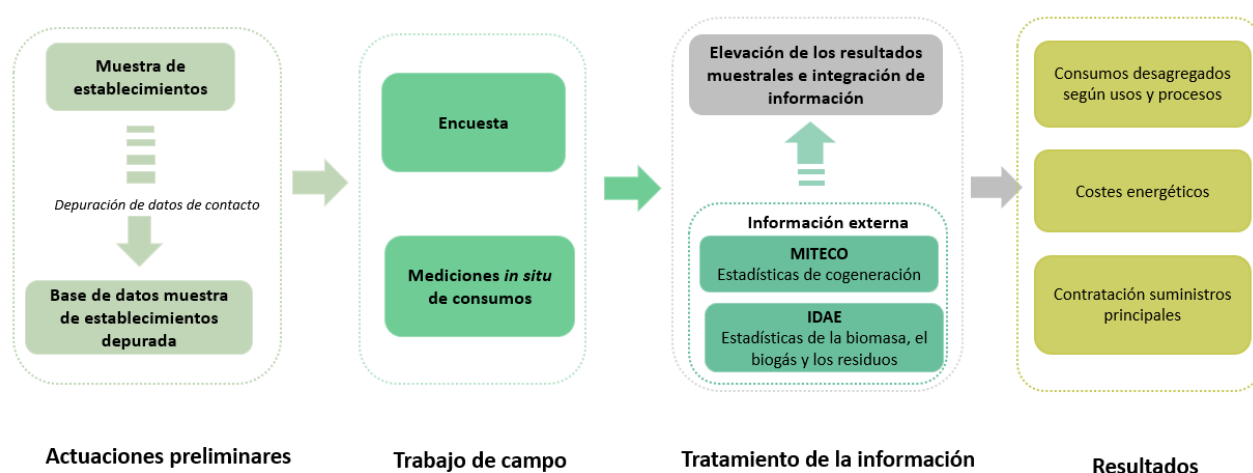 Muestra de
establecimientos
Depuración de datos de contacto
Base de datos muestra
de establecimientos
depurada
Actuaciones preliminares
Encuesta
Mediciones in situ
de consumos
Trabajo de campo
Elevación de los resultados
muestrales e integración de
información
Información externa
MITECO
Estadísticas de cogeneración
IDAE
Estadísticas de la biomasa, el
biogás y los residuos
Tratamiento de la información
Consumos desagregados
según usos y procesos
Costes energéticos
Contratación suministros
principales
Resultados